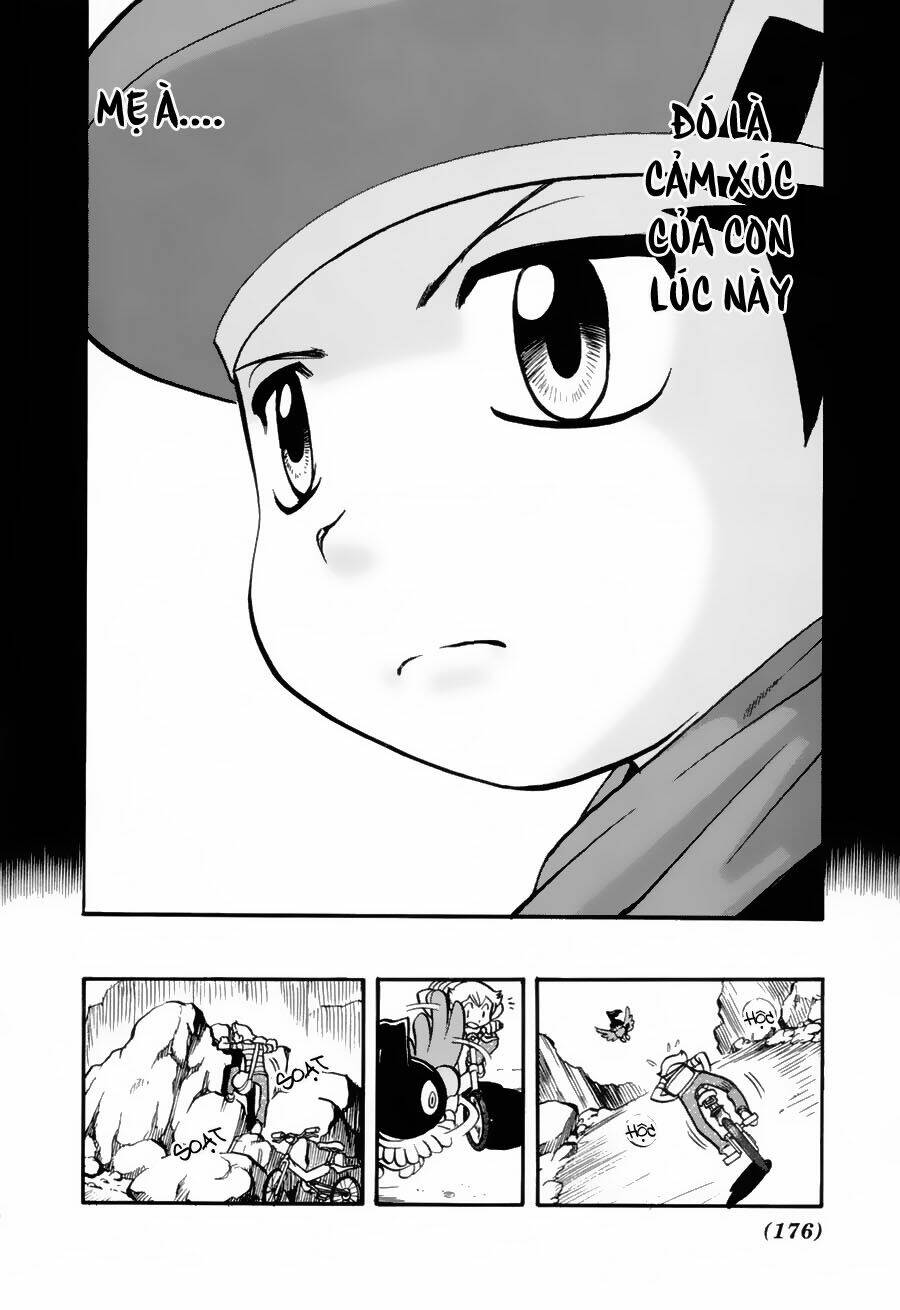 MẸ À....
ĐÓ LÀ
CẢM XÚC
CỦA CON
LÚC NÀY
SOẠT
SOẠT
HỘC
HỘC
(176)